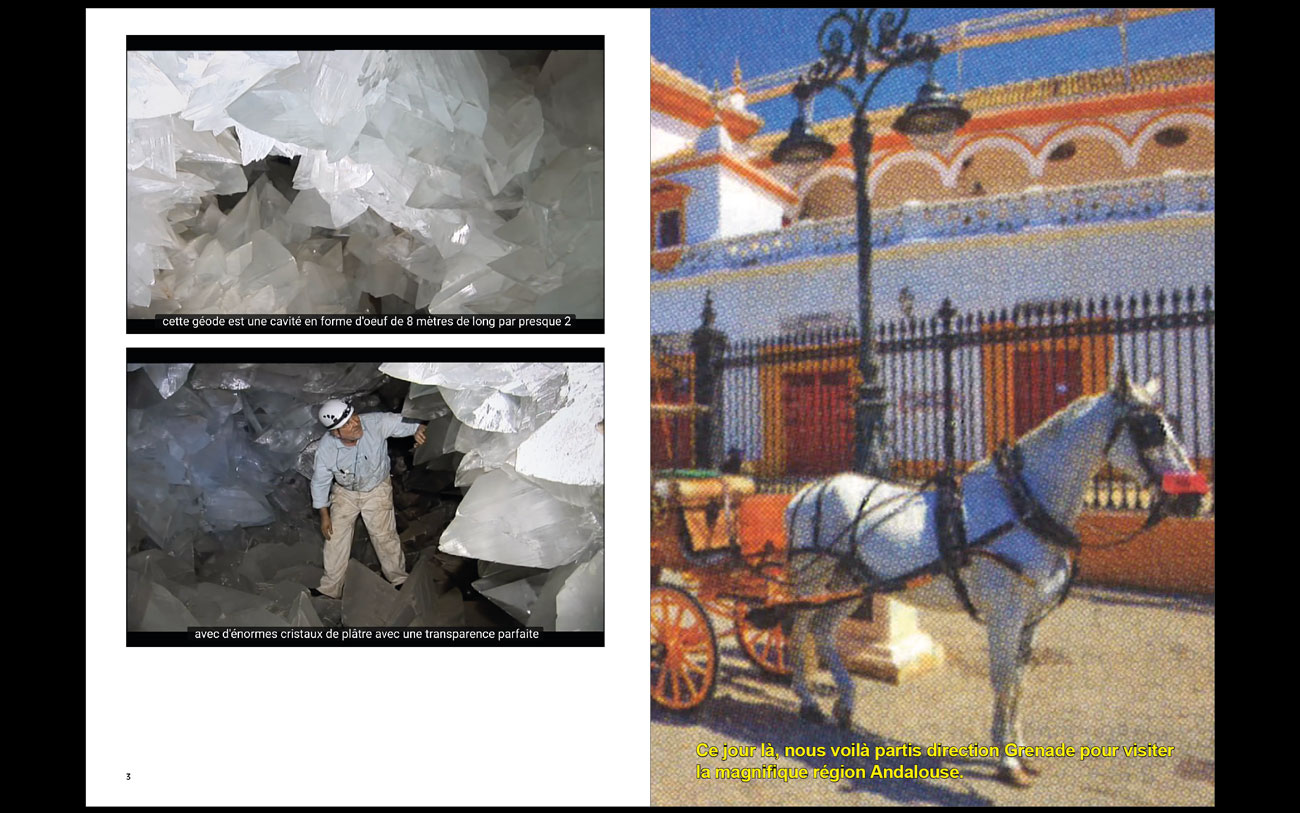 cette géode est une cavité en forme d'oeuf de 8 mètres de long par presque 2
avec d'énormes cristaux de plâtre avec une transparence parfaite
3
Ce jour là, nous voilà partis direction Grenade pour visiter
la magnifique région Andalouse.